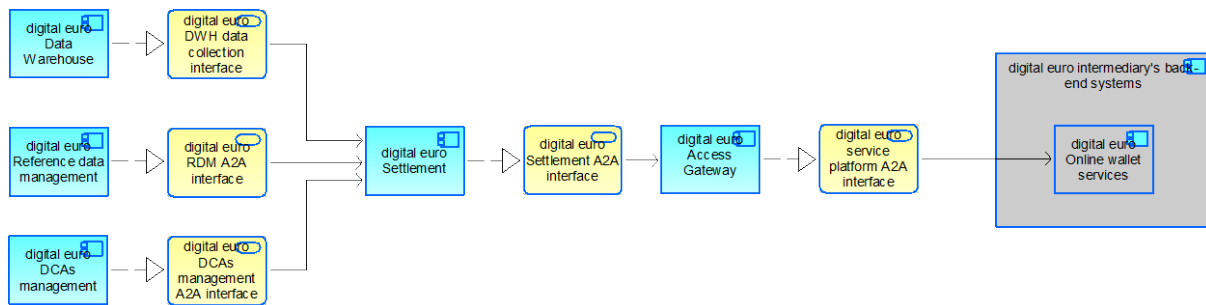 digital euro
Data
Warehouse
digital euro
DWH data
collection
interface
digital euro
Reference data
management
digital euro
RDM A2A
interface
digital euro
DCAs
management
digital euro
DCAs
management
A2A interface
digital euro
Settlement
digital euro
Settlement A2A
interface
digital euro
Access
Gateway
digital euro
service
platform A2A
interface
digital euro intermediary's back-
end systems
digital euro
Online wallet
services